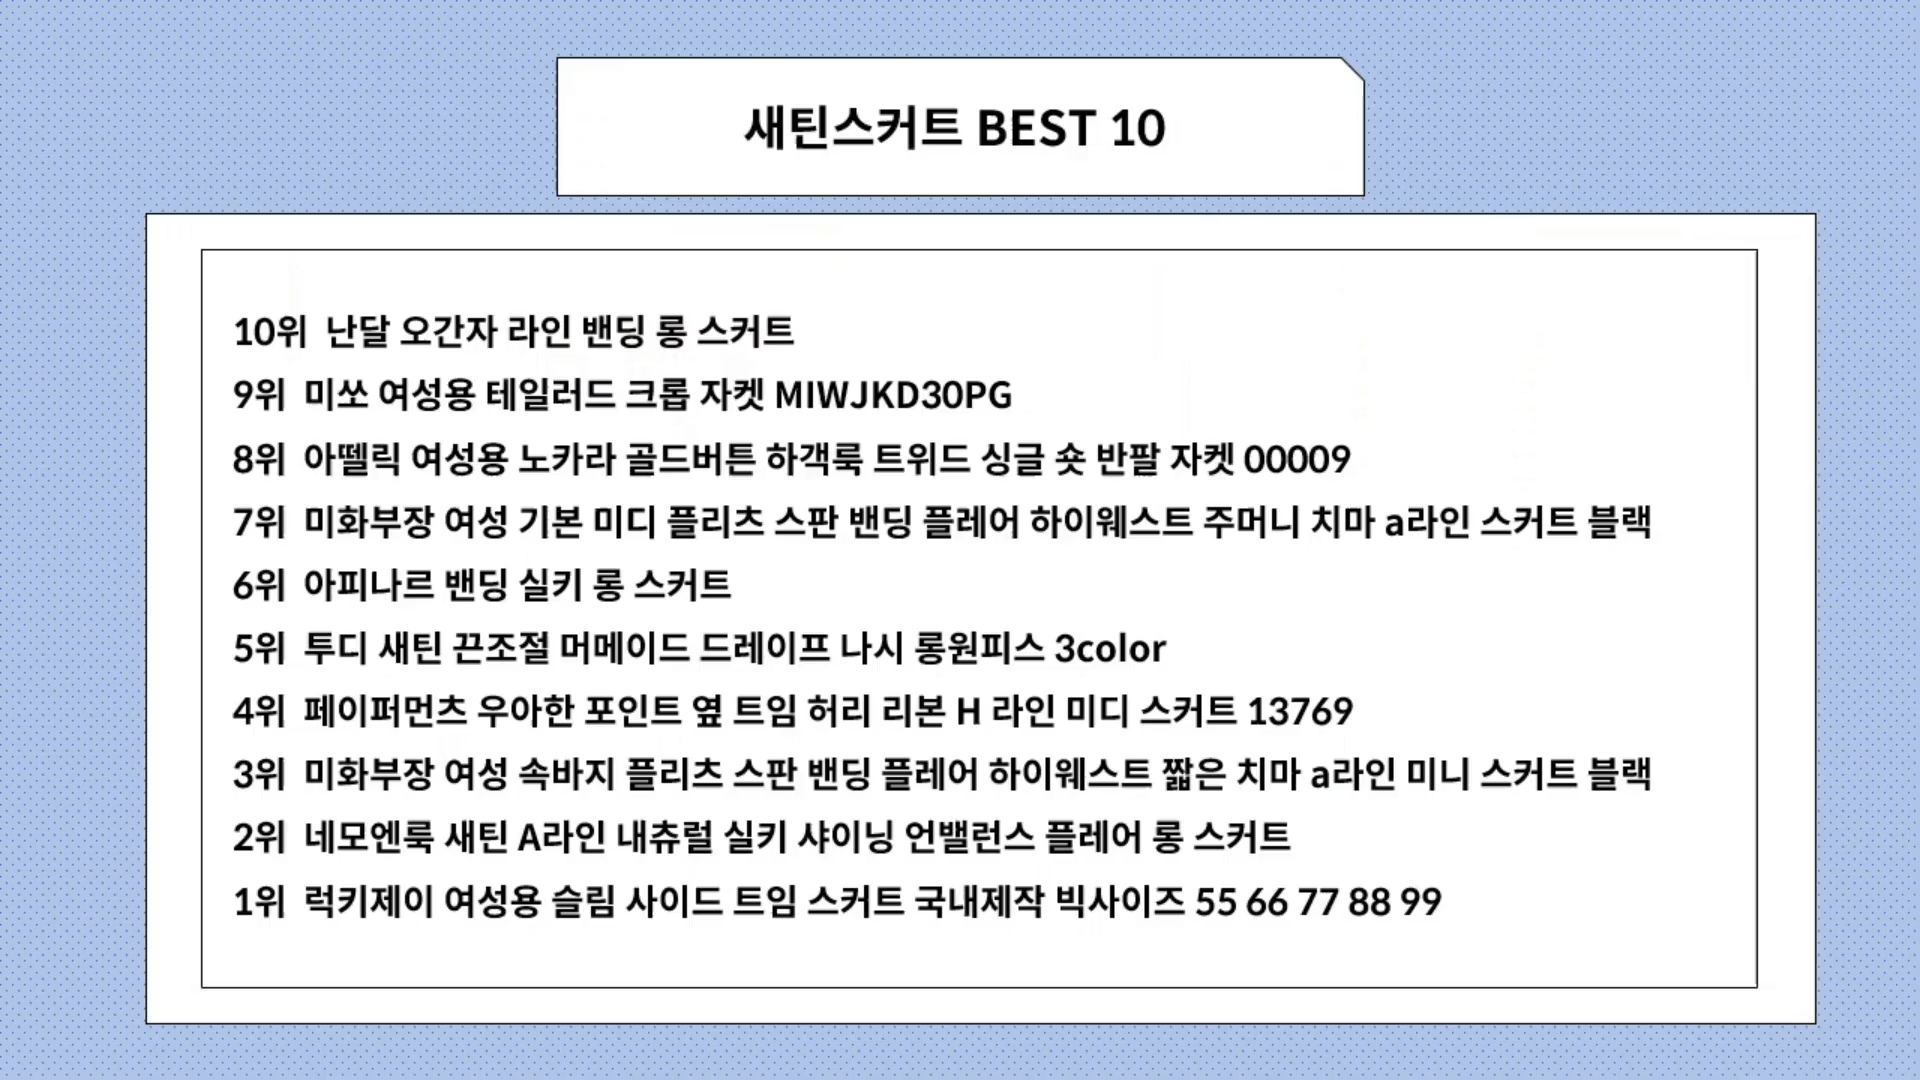 새틴스커트 BEST 10
10위 난달 오간자 라인 밴딩 롱 스커트
9위 미쏘 여성용 테일러드 크롭 자켓 MIWJKD30PG
8위 아뗄릭 여성용 노카라 골드버튼 하객룩 트위드 싱글 숏 반팔 자켓 00009
7위 미화부장 여성 기본 미디 플리츠 스판 밴딩 플레어 하이웨스트 주머니 치마 a라인 스커트 블랙
6위 아피나르 밴딩 실키 롱 스커트
5위 투디 새틴 끈조절 머메이드 드레이프 나시 롱원피스 3color
4위 페이퍼먼츠 우아한 포인트 옆 트임 허리 리본 H 라인 미디 스커트 13769
3위 미화부장 여성 속바지 플리츠 스판 밴딩 플레어 하이웨스트 짧은 치마 a라인 미니 스커트 블랙
2위 네모엔룩 새틴 A라인 내츄럴 실키 샤이닝 언밸런스 플레어 롱 스커트
1위 럭키제이 여성용 슬림 사이드 트임 스커트 국내제작 빅사이즈 55 66 77 88 99